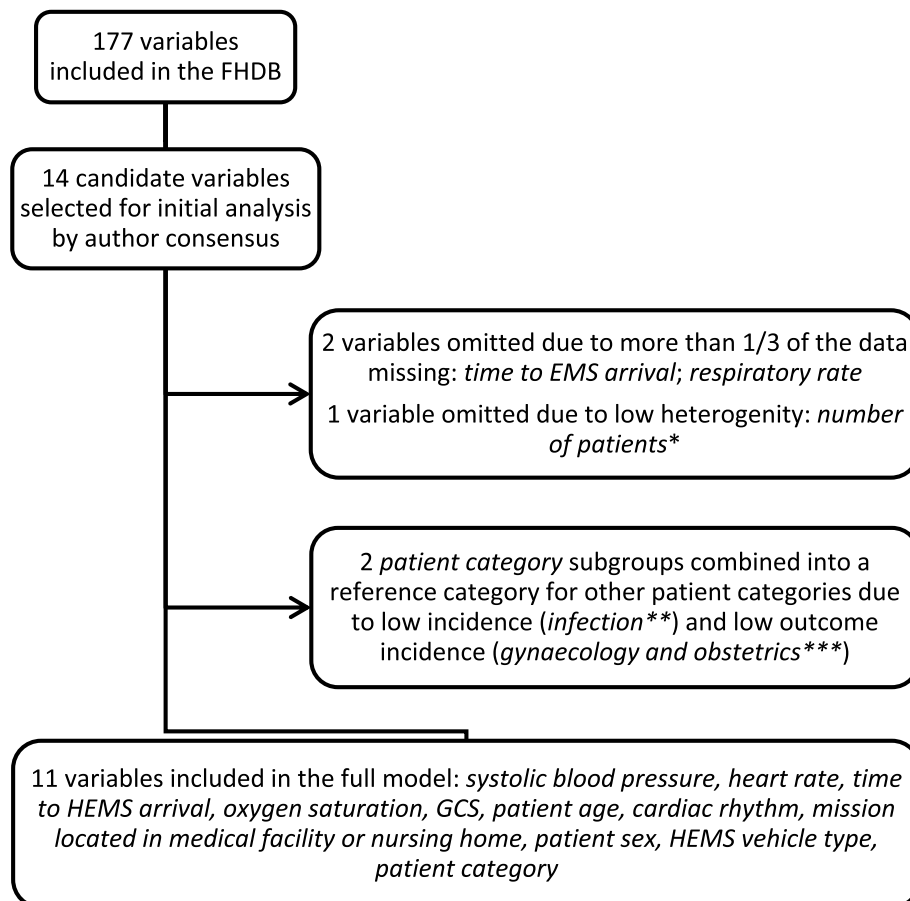 177 variables
included in the FHDB
14 candidate variables
selected for initial analysis
by author consensus
2 variables omitted due to more than 1/3 of the data
missing: time to EMS arrival; respiratory rate
1 variable omitted due to low heterogenity: number
of patients*
2 patient category subgroups combined into a
reference category for other patient categories due
to low incidence (infection**) and low outcome
incidence (gynaecology and obstetrics***)
11 variables included in the full model: systolic blood pressure, heart rate, time
to HEMS arrival, oxygen saturation, GCS, patient age, cardiac rhythm, mission
located in medical facility or nursing home, patient sex, HEMS vehicle type,
patient category